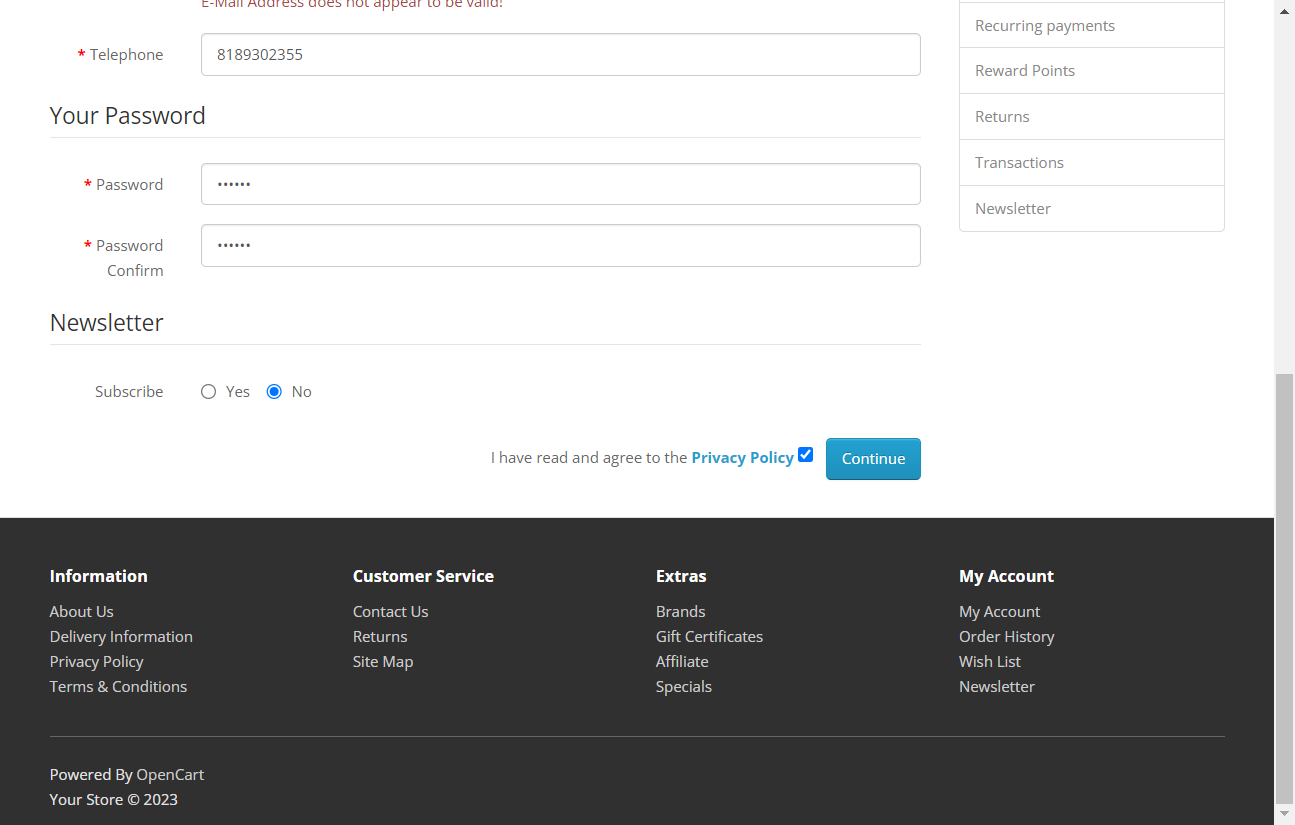 E-Mail Address does not appear to be valid!
* Telephone
8189302355
Your Password
* Password
••••••
* Password
Confirm
••••••
Newsletter
Subscribe
Yes
No
I have read and agree to the Privacy Policy
Continue
Recurring payments
Reward Points
Returns
Transactions
Newsletter
Information
About Us
Delivery Information
Privacy Policy
Terms & Conditions
Customer Service
Contact Us
Returns
Site Map
Extras
Brands
Gift Certificates
Affiliate
Specials
My Account
My Account
Order History
Wish List
Newsletter
Powered By OpenCart
Your Store © 2023